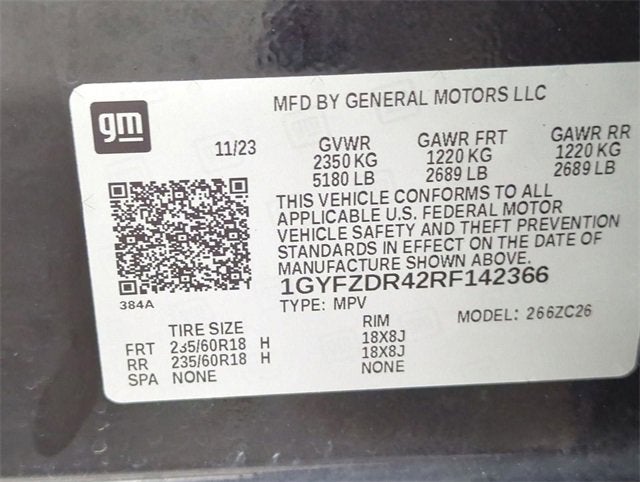 MFD BY GENERAL MOTORS LLC
gm
11/23
GVWR GAWR FRT GAWR RR
2350 KG 1220 KG 1220 KG
5180 LB 2689 LB 2689 LB
THIS VEHICLE CONFORMS TO ALL
APPLICABLE U.S. FEDERAL MOTOR
VEHICLE SAFETY AND THEFT PREVENTION
STANDARDS IN EFFECT ON THE DATE OF
MANUFACTURE SHOWN ABOVE.
384A
1GYFZDR42RF142366
TYPE: MPV MODEL: 266ZC26
TIRE SIZE RIM
FRT 235/60R18 H 18X8J
RR 235/60R18 H 18X8J
SPA NONE NONE